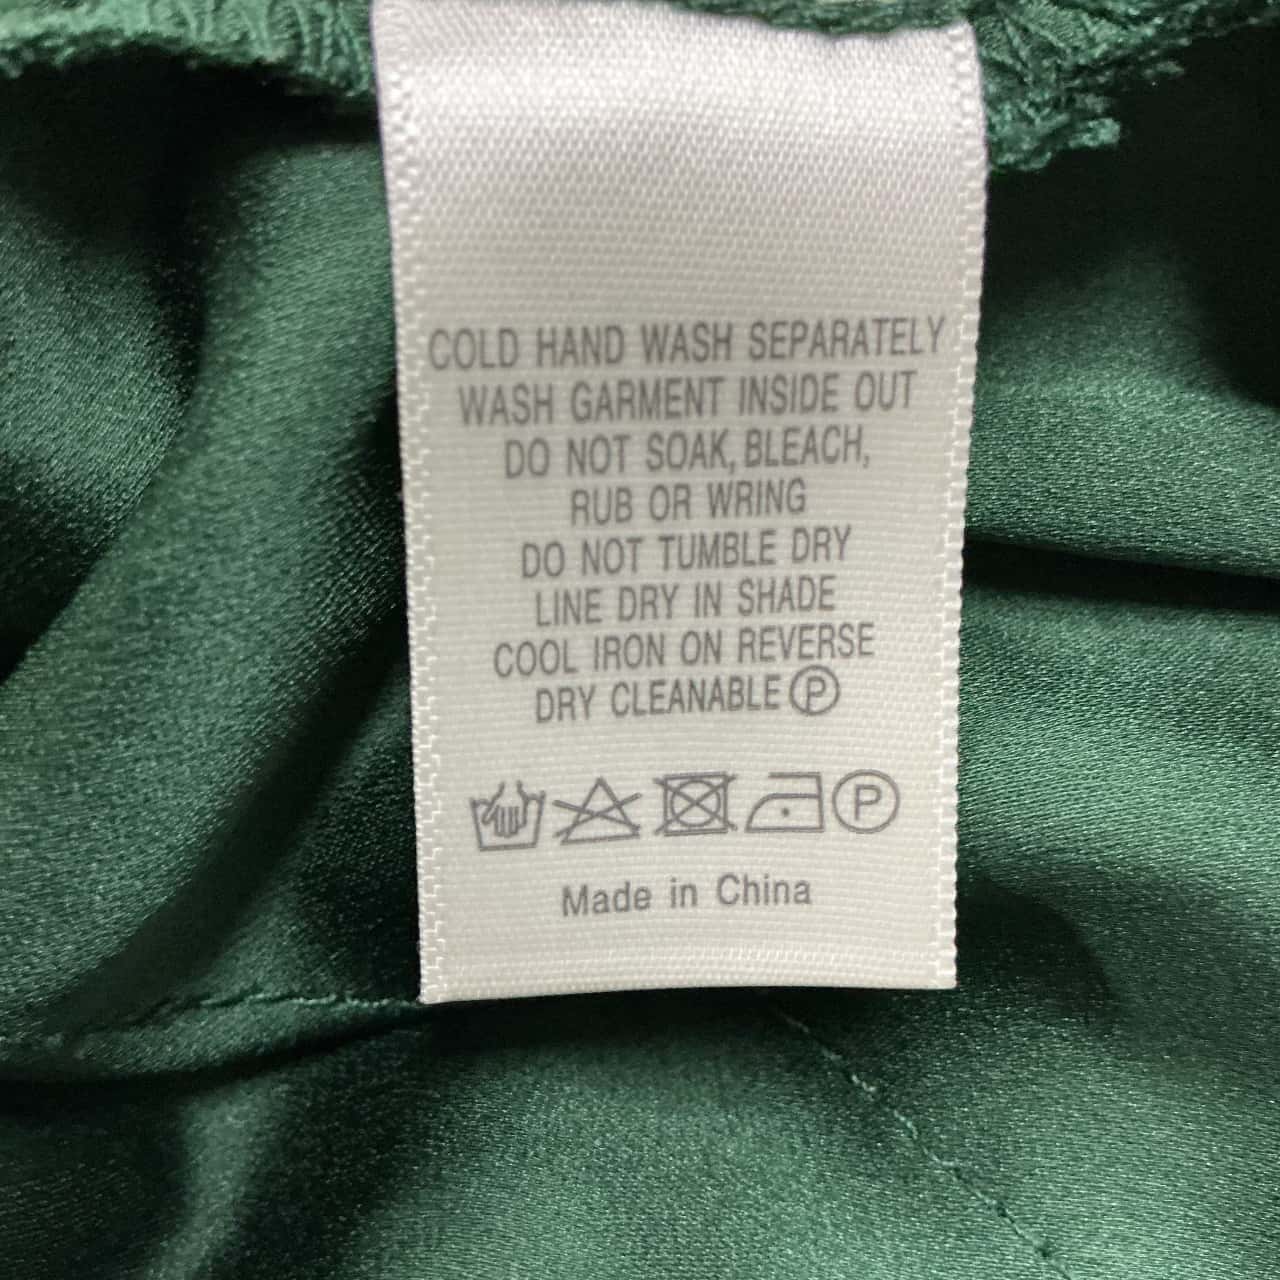 COLD HAND WASH SEPARATELY
WASH GARMENT INSIDE OUT
DO NOT SOAK, BLEACH,
RUB OR WRING
DO NOT TUMBLE DRY
LINE DRY IN SHADE
COOL IRON ON REVERSE
DRY CLEANABLE Ⓟ
Ⓟ
Made in China